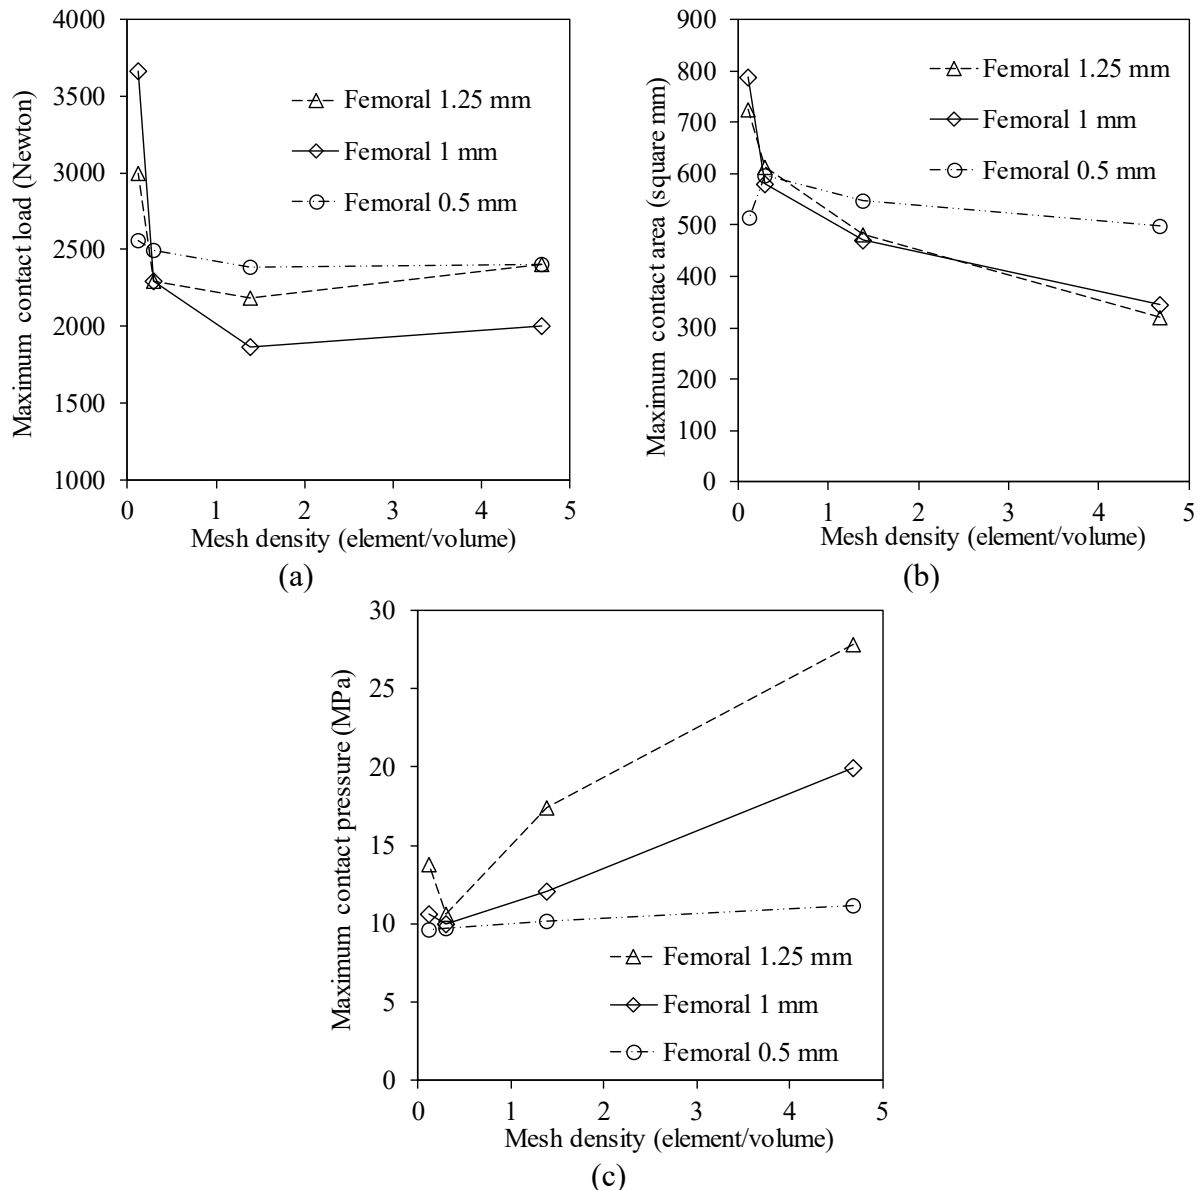 4000
3500
3000
2500
2000
1500
1000
Maximum contact load (Newton)
Femoral 1.25 mm
Femoral 1 mm
Femoral 0.5 mm
0 1 2 3 4 5
Mesh density (element/volume)
(a)
900
800
700
600
500
400
300
200
100
0
Maximum contact area (square mm)
Femoral 1.25 mm
Femoral 1 mm
Femoral 0.5 mm
0 1 2 3 4 5
Mesh density (element/volume)
(b)
30
25
20
15
10
5
0
Maximum contact pressure (MPa)
Femoral 1.25 mm
Femoral 1 mm
Femoral 0.5 mm
0 1 2 3 4 5
Mesh density (element/volume)
(c)